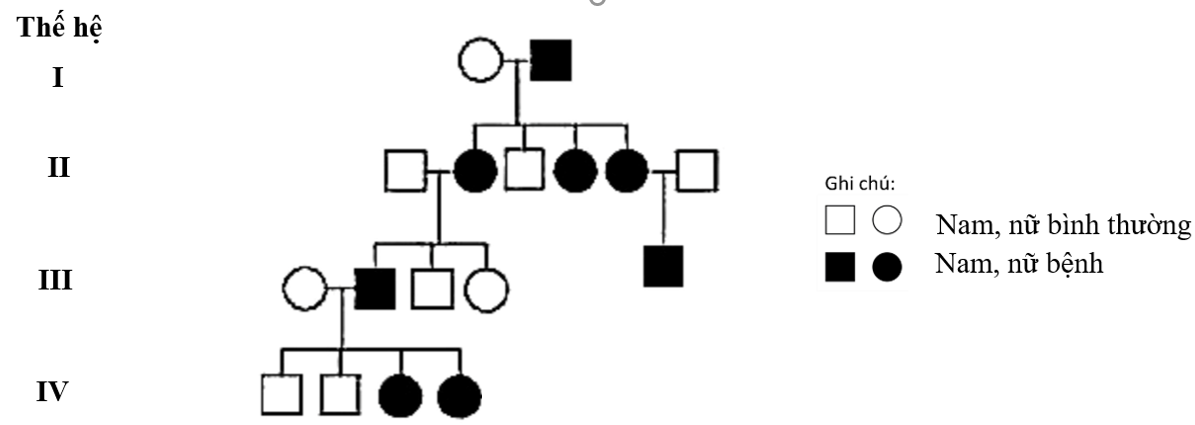 Thế hệ
I
II
III
IV
Ghi chú:
Nam, nữ bình thường
Nam, nữ bệnh